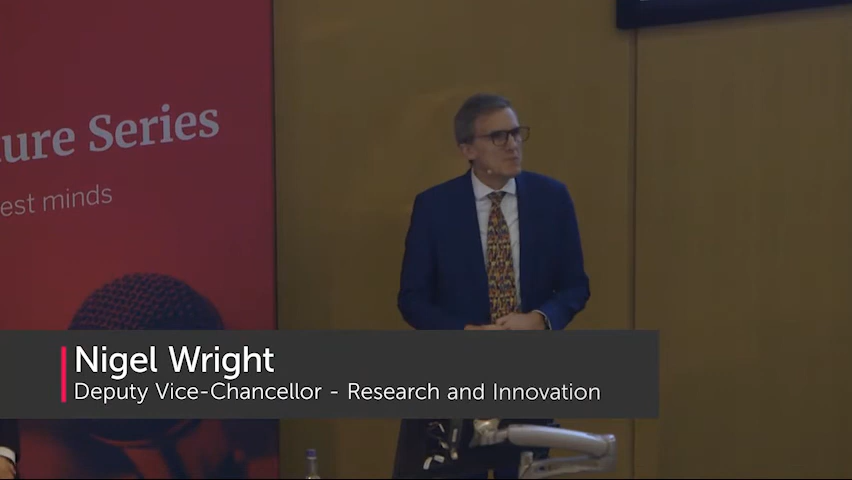 ure Series
est minds
Nigel Wright
Deputy Vice-Chancellor - Research and Innovation